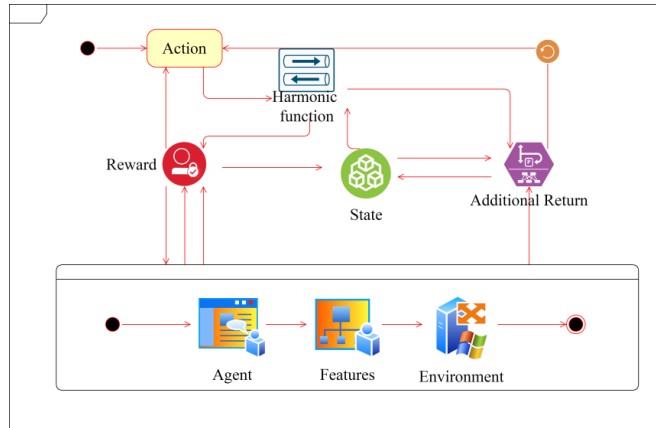 Action
Harmonic
function
Reward
State
Additional Return
Agent
Features
Environment